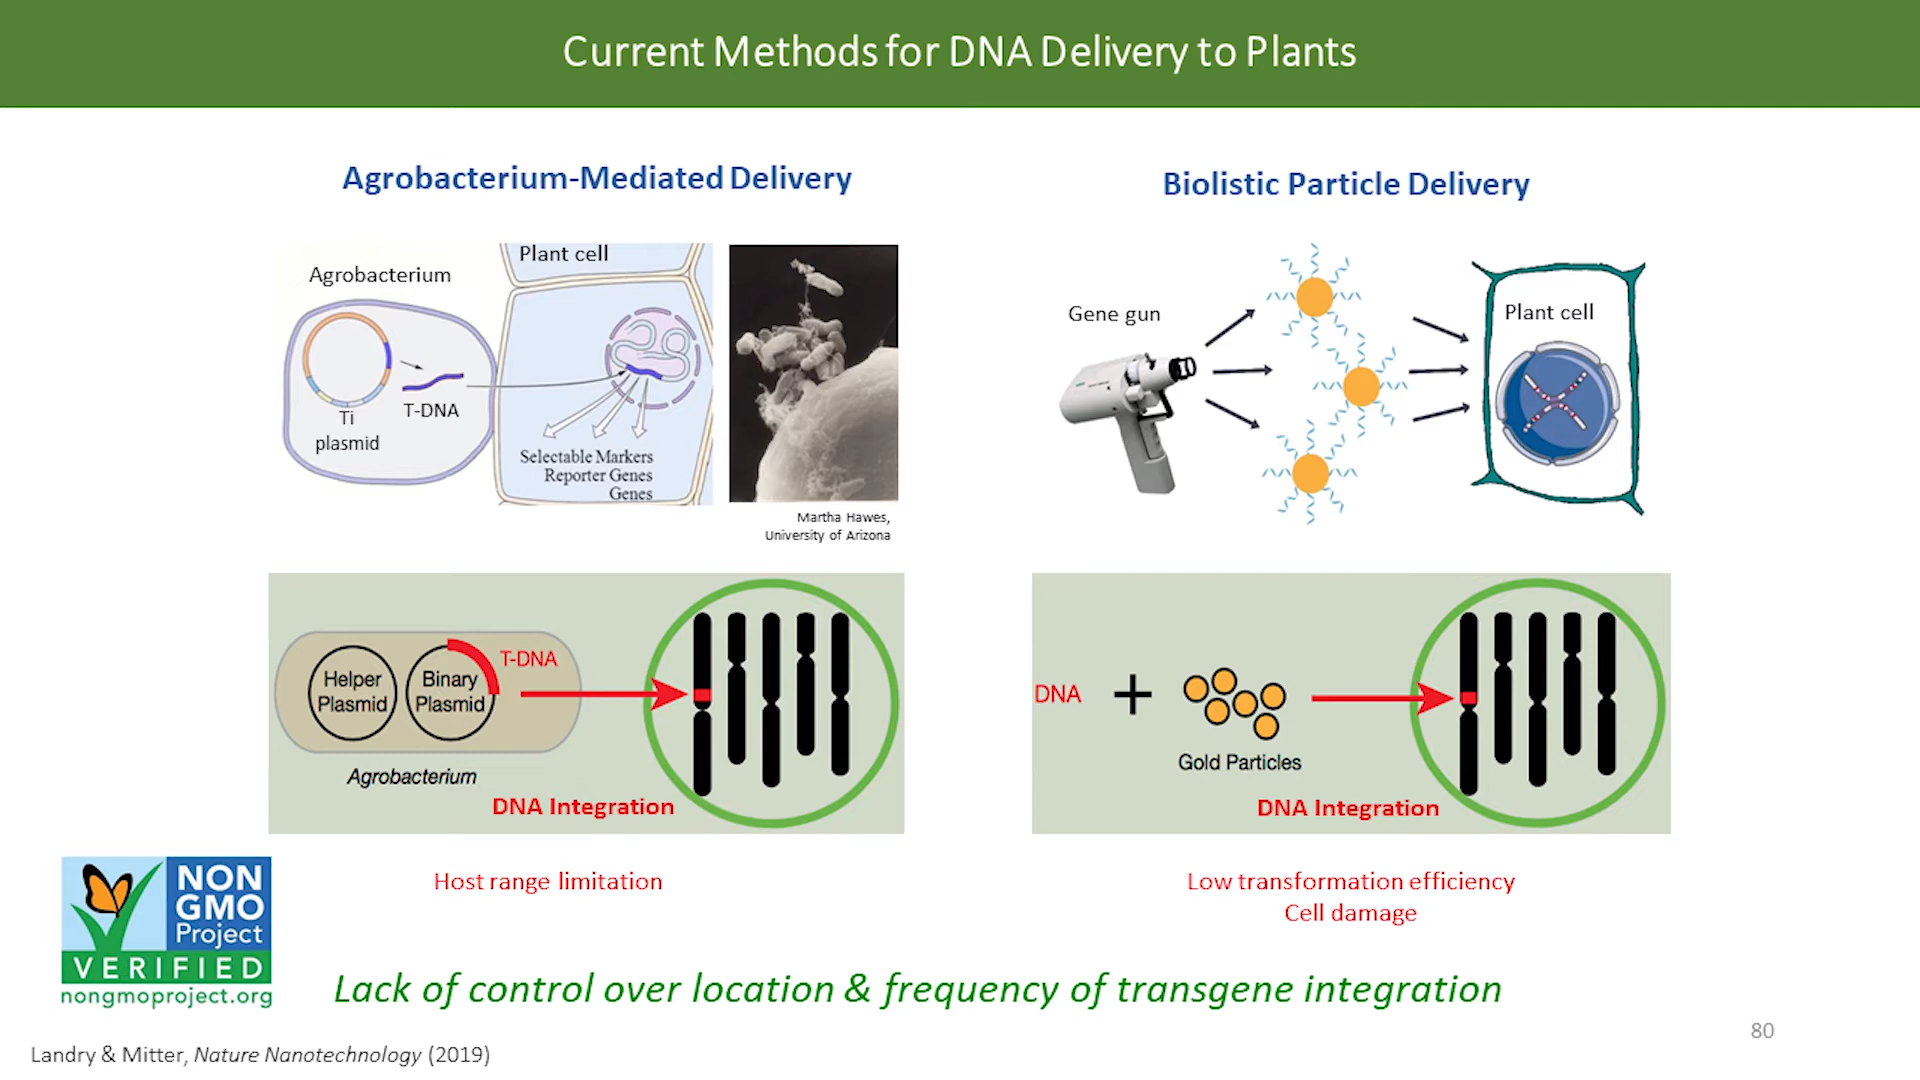 Current Methods for DNA Delivery to Plants
Agrobacterium-Mediated Delivery
Agrobacterium
Plant cell
Ti
plasmid
T-DNA
Selectable Markers
Reporter Genes
Genes
Martha Hawes,
University of Arizona
Biolistic Particle Delivery
Gene gun
Plant cell
Helper
Plasmid
Binary
Plasmid
T-DNA
Agrobacterium
DNA Integration
DNA
+
Gold Particles
DNA Integration
Host range limitation
Low transformation efficiency
Cell damage
NON
GMO
Project
VERIFIED
nongmoproject.org
Lack of control over location & frequency of transgene integration
80
Landry & Mitter, Nature Nanotechnology (2019)